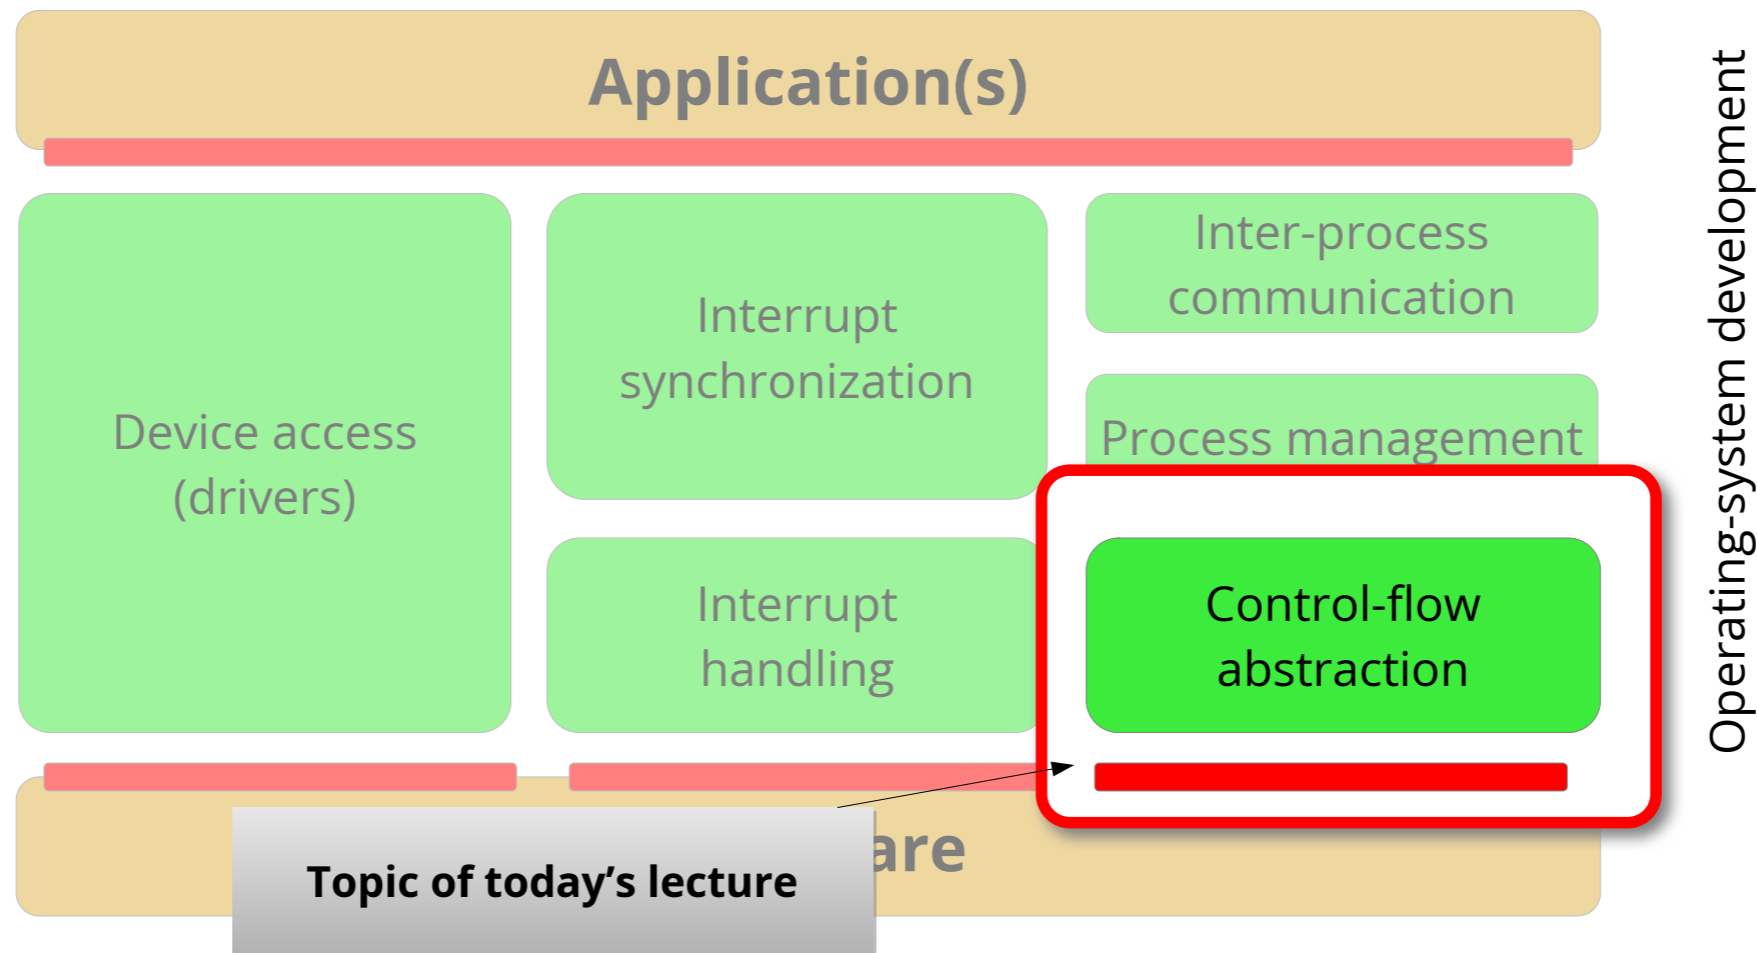 Application(s)
Device access
(drivers)
Interrupt
synchronization
Inter-process
communication
Process management
Interrupt
handling
Control-flow
abstraction
are
Topic of today’s lecture
Operating-system development